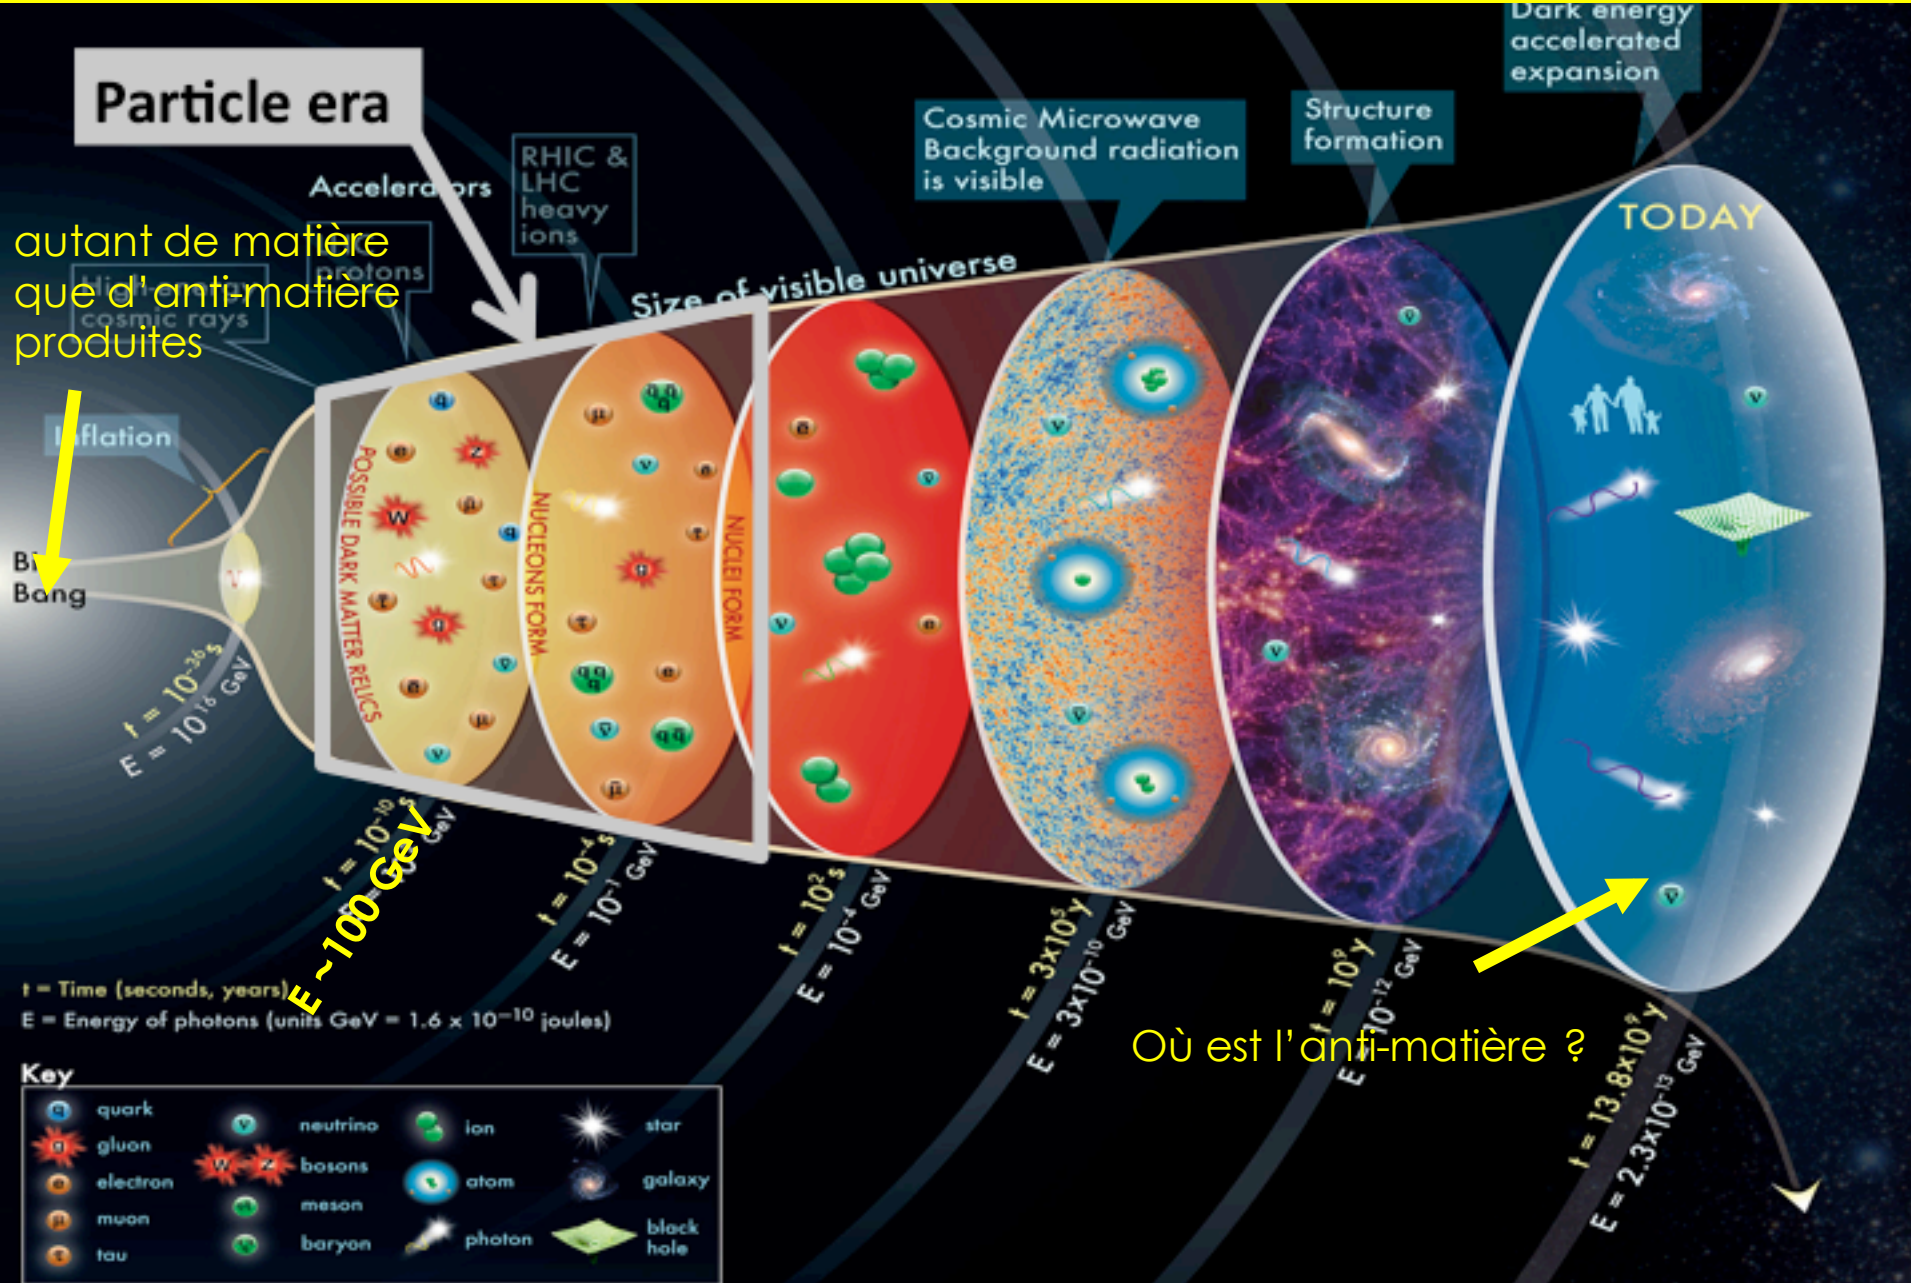 Dark energy
accelerated
expansion
Particle era
Cosmic Microwave
Background radiation
is visible
Structure
formation
RHIC &
LHC
heavy
ions
Accelerators
protons
High-energy
cosmic rays
autant de matière
que d'anti-matière
produites
Size of visible universe
TODAY
Inflation
Big
Bang
POSSIBLE DARK MATTER RELICS
NUCLEONS FORM
NUCLEI FORM
t = 10⁻³⁶ s
E = 10¹⁶ GeV
t = 10⁻¹⁰ s
GeV
E ~100 GeV
t = 10⁻⁴ s
E = 10⁻¹ GeV
t = 10² s
E = 10⁻⁴ GeV
t = 3x10⁵ y
E = 3x10⁻¹⁰ GeV
t = 10⁹ y
E = 10⁻¹² GeV
t = 13.8x10⁹ y
E = 2.3x10⁻¹³ GeV
Où est l'anti-matière ?
t = Time (seconds, years)
E = Energy of photons (units GeV = 1.6 x 10⁻¹⁰ joules)
Key
q quark
g gluon
e electron
μ muon
τ tau
ν neutrino
W Z bosons
meson
baryon
ion
atom
photon
star
galaxy
black
hole